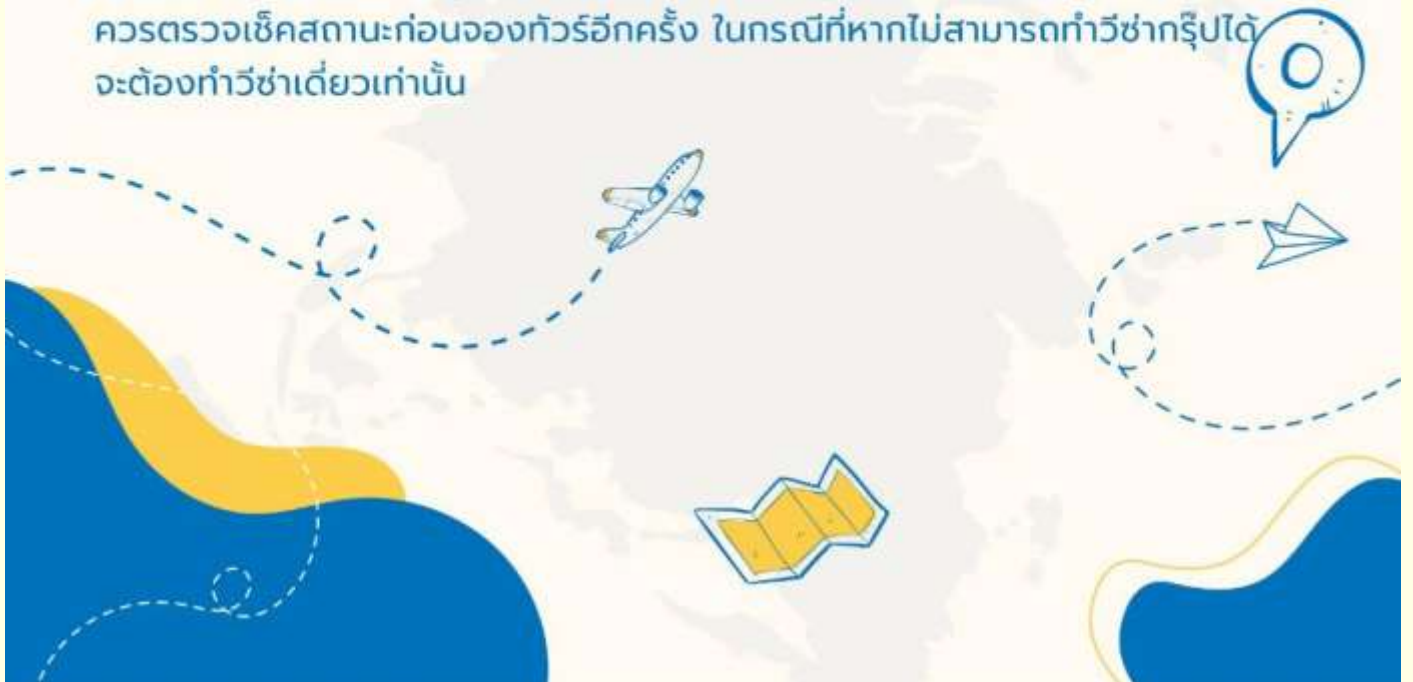 ควรตรวจเช็คสถานะก่อนจองทัวร์อีกครั้ง ในกรณีที่หากไม่สามารถทำวีซ่ากรุ๊ปได้
จะต้องทำวีซ่าเดี่ยวเท่านั้น